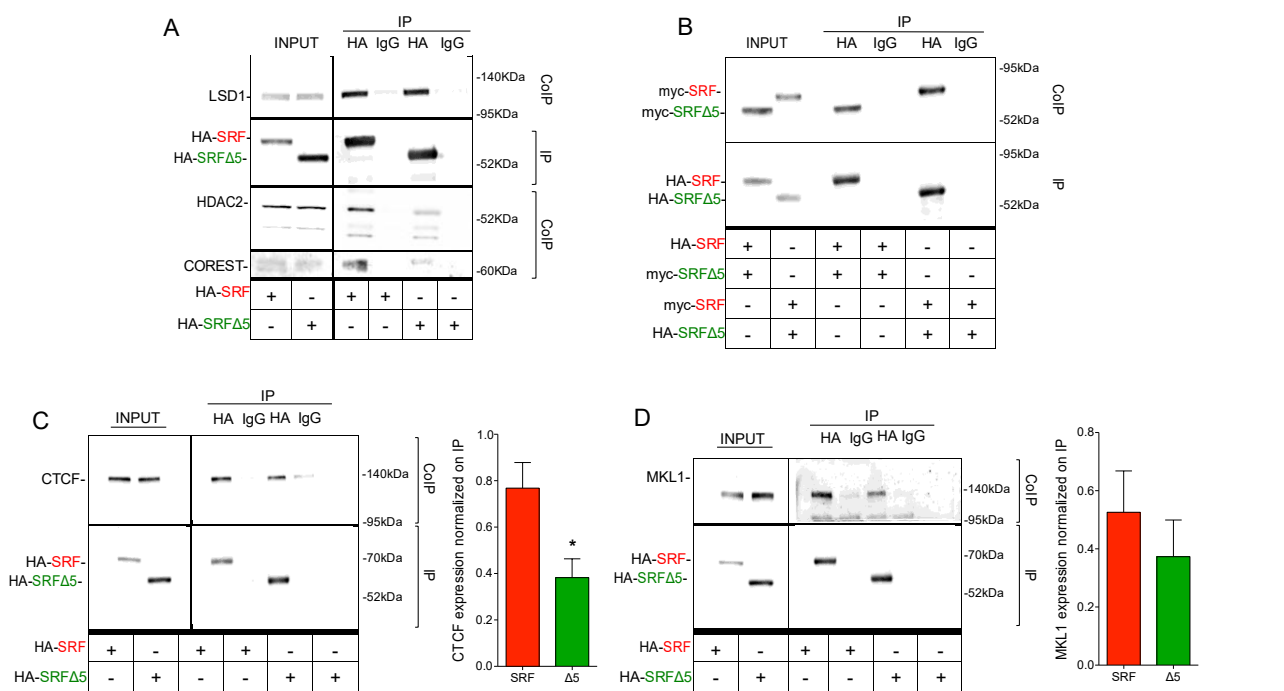 A
IP
INPUT
HA IgG HA IgG
LSD1-
-140KDa
-95KDa
CoIP
HA-SRF-
HA-SRFΔ5-
-52KDa
IP
HDAC2-
-52KDa
CoIP
COREST-
-60KDa
HA-SRF + - + + - -
HA-SRFΔ5 - + - - + +
B
IP
INPUT
HA IgG HA IgG
-95kDa
myc-SRF-
myc-SRFΔ5-
-52kDa
CoIP
-95kDa
HA-SRF-
HA-SRFΔ5-
-52kDa
IP
HA-SRF + - + + - -
myc-SRFΔ5 + - + + - -
myc-SRF - + - - + +
HA-SRFΔ5 - + - - + +
C
IP
INPUT
HA IgG HA IgG
CTCF-
-140kDa
-95kDa
CoIP
HA-SRF-
HA-SRFΔ5-
-70kDa
-52kDa
IP
HA-SRF + - + + - -
HA-SRFΔ5 - + - - + +
CTCF expression normalized on IP
1.0
0.8
0.6
0.4
0.2
0.0
*
SRF Δ5
D
IP
INPUT
HA IgG HA IgG
MKL1-
-140kDa
-95kDa
CoIP
HA-SRF-
HA-SRFΔ5-
-70kDa
-52kDa
IP
HA-SRF + - + + - -
HA-SRFΔ5 - + - - + +
MKL1 expression normalized on IP
0.8
0.6
0.4
0.2
0.0
SRF Δ5